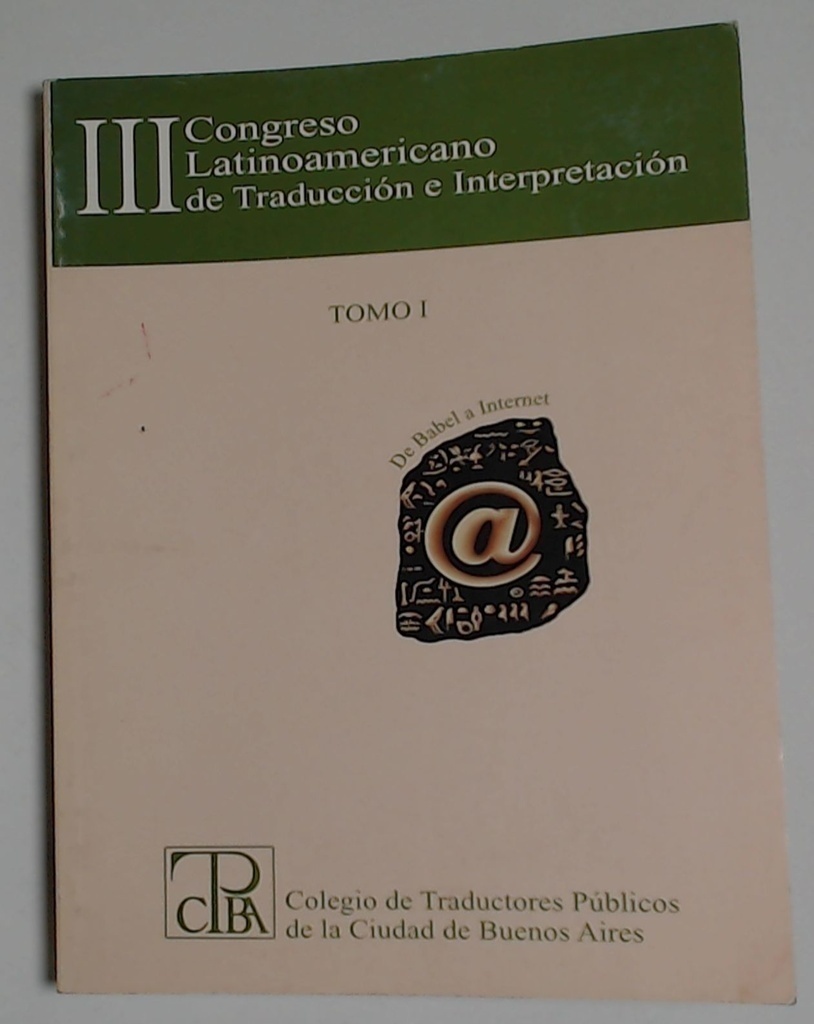 III Congreso
Latinoamericano
de Traducción e Interpretación
TOMO I
De Babel a Internet
@
CTPCBA
Colegio de Traductores Públicos
de la Ciudad de Buenos Aires